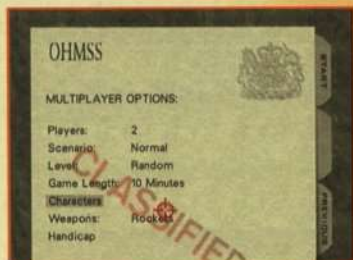 OHMSS
START
MULTIPLAYER OPTIONS:
Players: 2
Scenario: Normal
Level: Random
Game Length: 10 Minutes
Characters
Weapons: Rockets
Handicap
PREVIOUS
CLASSIFIED